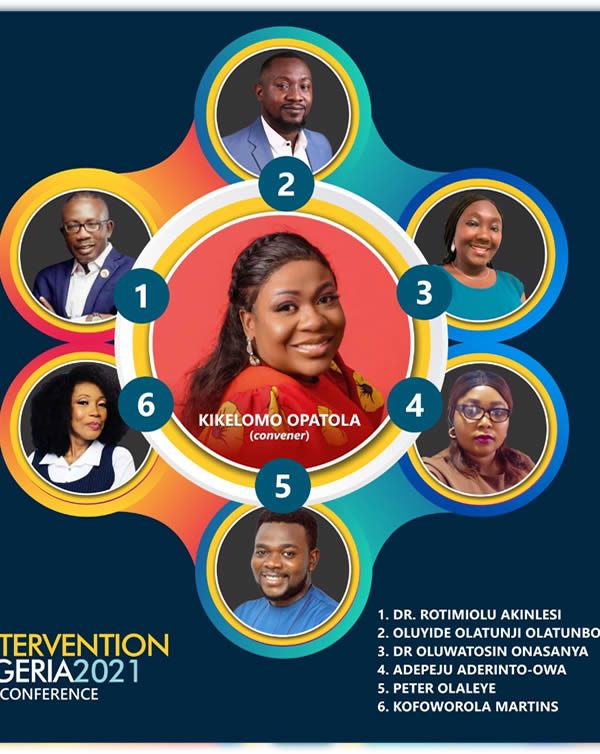 2
1
3
6
4
KIKELOMO OPATOLA
(convener)
5
TERVENTION
GERIA2021
CONFERENCE
1. DR. ROTIMIOLU AKINLESI
2. OLUYIDE OLATUNJI OLATUNBO
3. DR OLUWATOSIN ONASANYA
4. ADEPEJU ADERINTO-OWA
5. PETER OLALEYE
6. KOFOWOROLA MARTINS